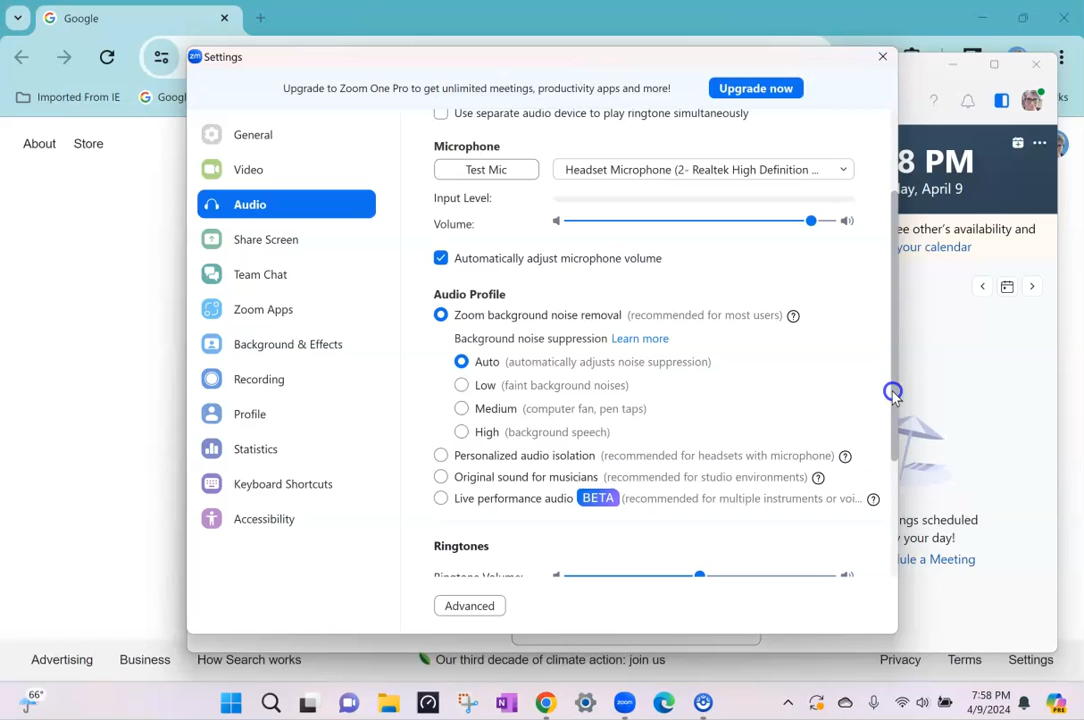 Google
Imported From IE
Googl
ks
About Store
zm Settings
Upgrade to Zoom One Pro to get unlimited meetings, productivity apps and more!
Upgrade now
General
Video
Audio
Share Screen
Team Chat
Zoom Apps
Background & Effects
Recording
Profile
Statistics
Keyboard Shortcuts
Accessibility
Use separate audio device to play ringtone simultaneously
Microphone
Test Mic
Headset Microphone (2- Realtek High Definition ...
Input Level:
Volume:
Automatically adjust microphone volume
Audio Profile
Zoom background noise removal (recommended for most users) ?
Background noise suppression Learn more
Auto (automatically adjusts noise suppression)
Low (faint background noises)
Medium (computer fan, pen taps)
High (background speech)
Personalized audio isolation (recommended for headsets with microphone) ?
Original sound for musicians (recommended for studio environments) ?
Live performance audio BETA (recommended for multiple instruments or voi... ?
Ringtones
Ringtone Volume:
Advanced
8 PM
lay, April 9
ee other's availability and
your calendar
ngs scheduled
your day!
ule a Meeting
Advertising Business How Search works
Our third decade of climate action: join us
Privacy Terms Settings
66°
zoom
7:58 PM
4/9/2024
PRE